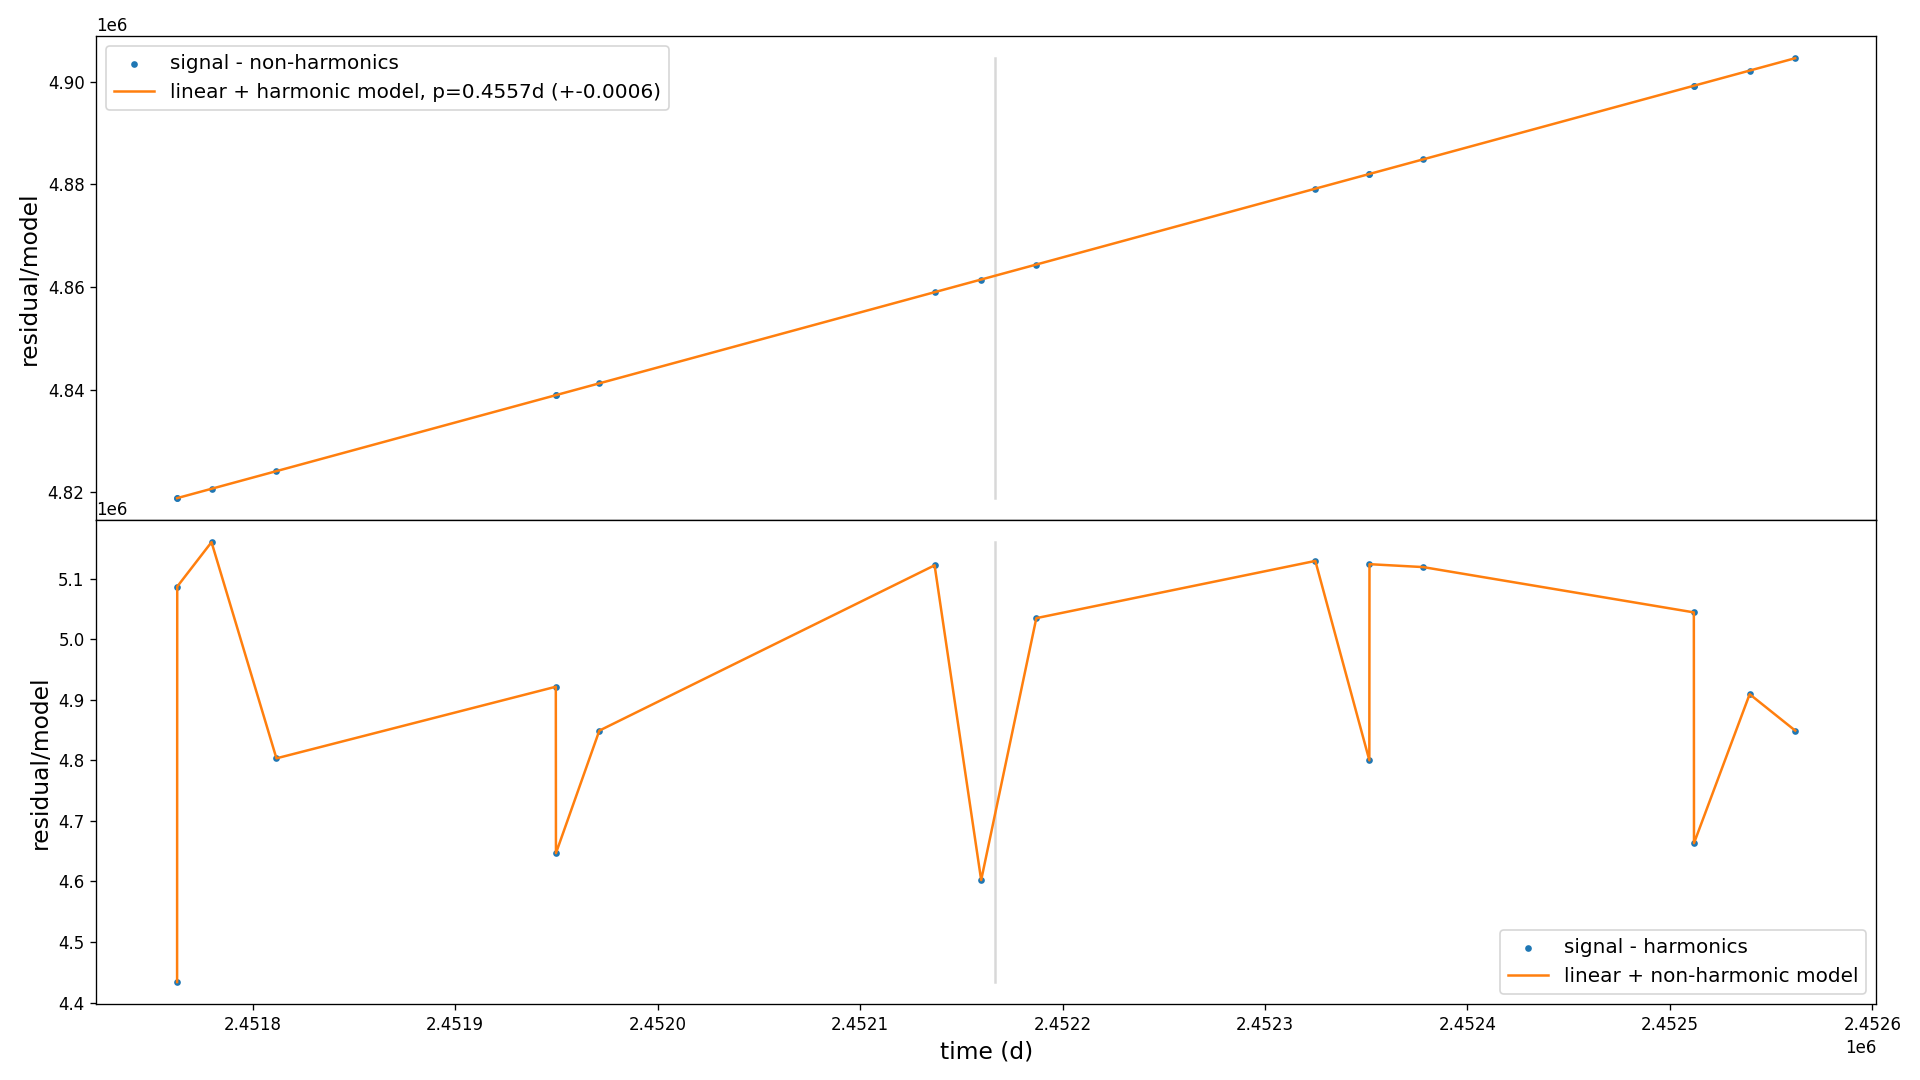 1e6
signal - non-harmonics
linear + harmonic model, p=0.4557d (+-0.0006)
4.90
4.88
4.86
4.84
4.82
residual/model
1e6
5.1
5.0
4.9
4.8
4.7
4.6
4.5
4.4
residual/model
signal - harmonics
linear + non-harmonic model
2.4518
2.4519
2.4520
2.4521
2.4522
2.4523
2.4524
2.4525
2.4526
time (d)
1e6